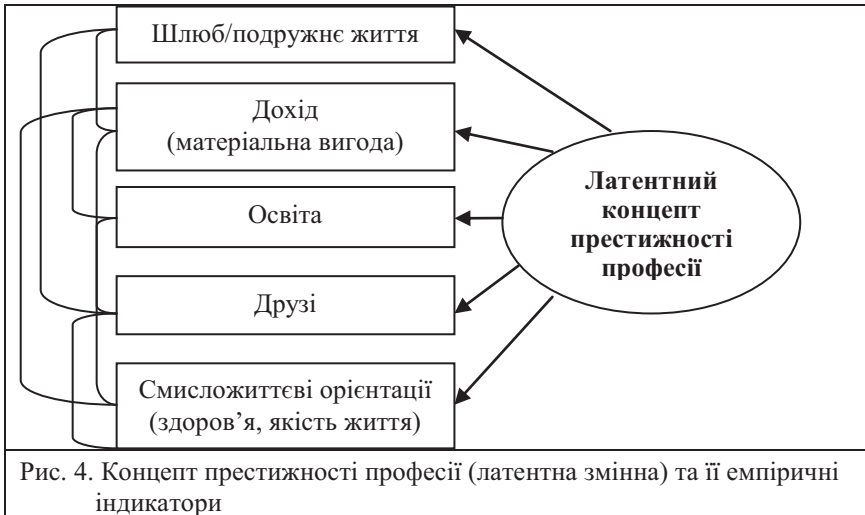 Шлюб/подружнє життя
Дохід
(матеріальна вигода)
Освіта
Друзі
Смисложиттєві орієнтації
(здоров’я, якість життя)
Латентний
концепт
престижності
професії
Рис. 4. Концепт престижності професії (латентна змінна) та її емпіричні
індикатори